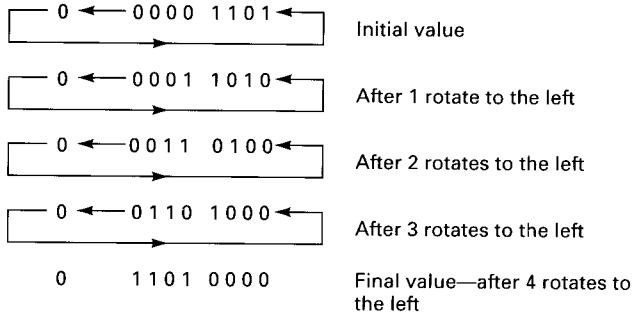 0 0000 1101 Initial value
0 0001 1010 After 1 rotate to the left
0 0011 0100 After 2 rotates to the left
0 0110 1000 After 3 rotates to the left
0 1101 0000 Final value—after 4 rotates to
the left